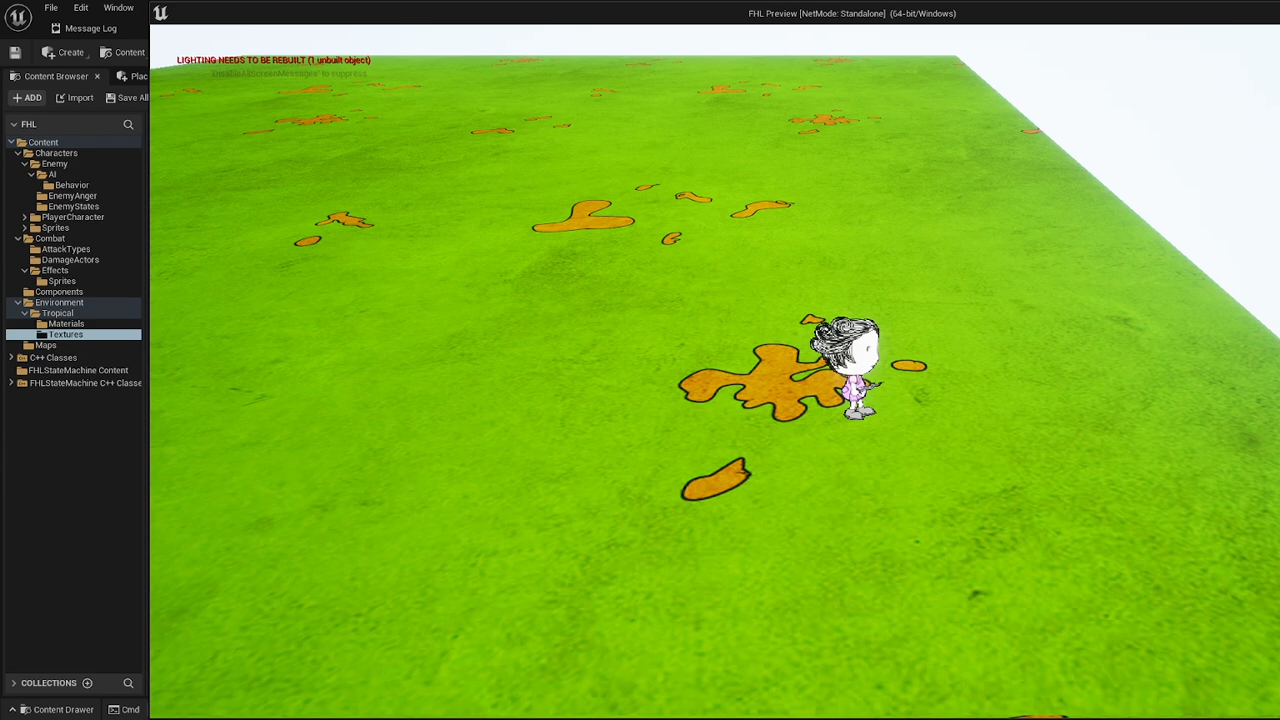 File Edit Window
FHL Preview [NetMode: Standalone] (64-bit/Windows)
Message Log
Create Content
LIGHTING NEEDS TO BE REBUILT (1 unbuilt object)
'DisableAllScreenMessages' to suppress
Content Browser Plac
ADD Import Save All
FHL
Content
Characters
Enemy
AI
Behavior
EnemyAnger
EnemyStates
PlayerCharacter
Sprites
Combat
AttackTypes
DamageActors
Effects
Sprites
Components
Environment
Tropical
Materials
Textures
Maps
C++ Classes
FHLStateMachine Content
FHLStateMachine C++ Classe
COLLECTIONS
Content Drawer Cmd